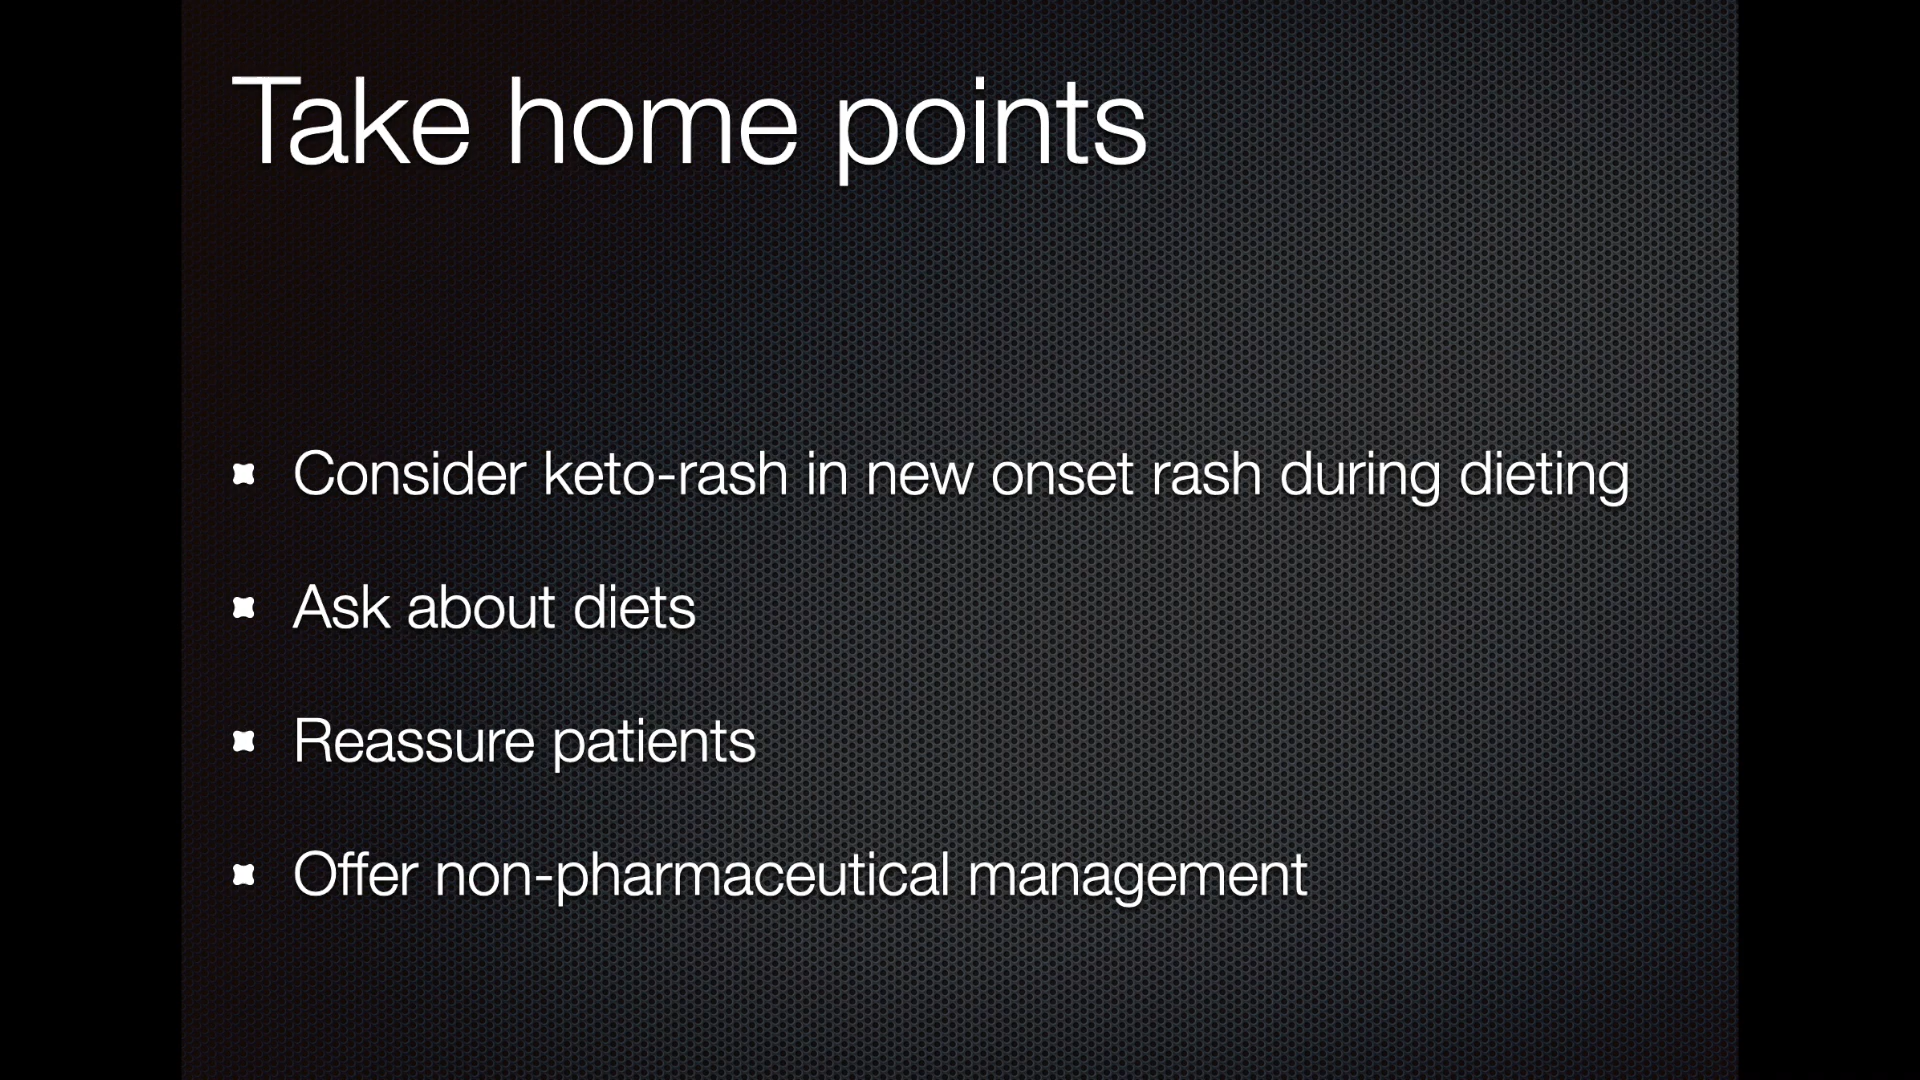 Take home points
Consider keto-rash in new onset rash during dieting
Ask about diets
Reassure patients
Offer non-pharmaceutical management